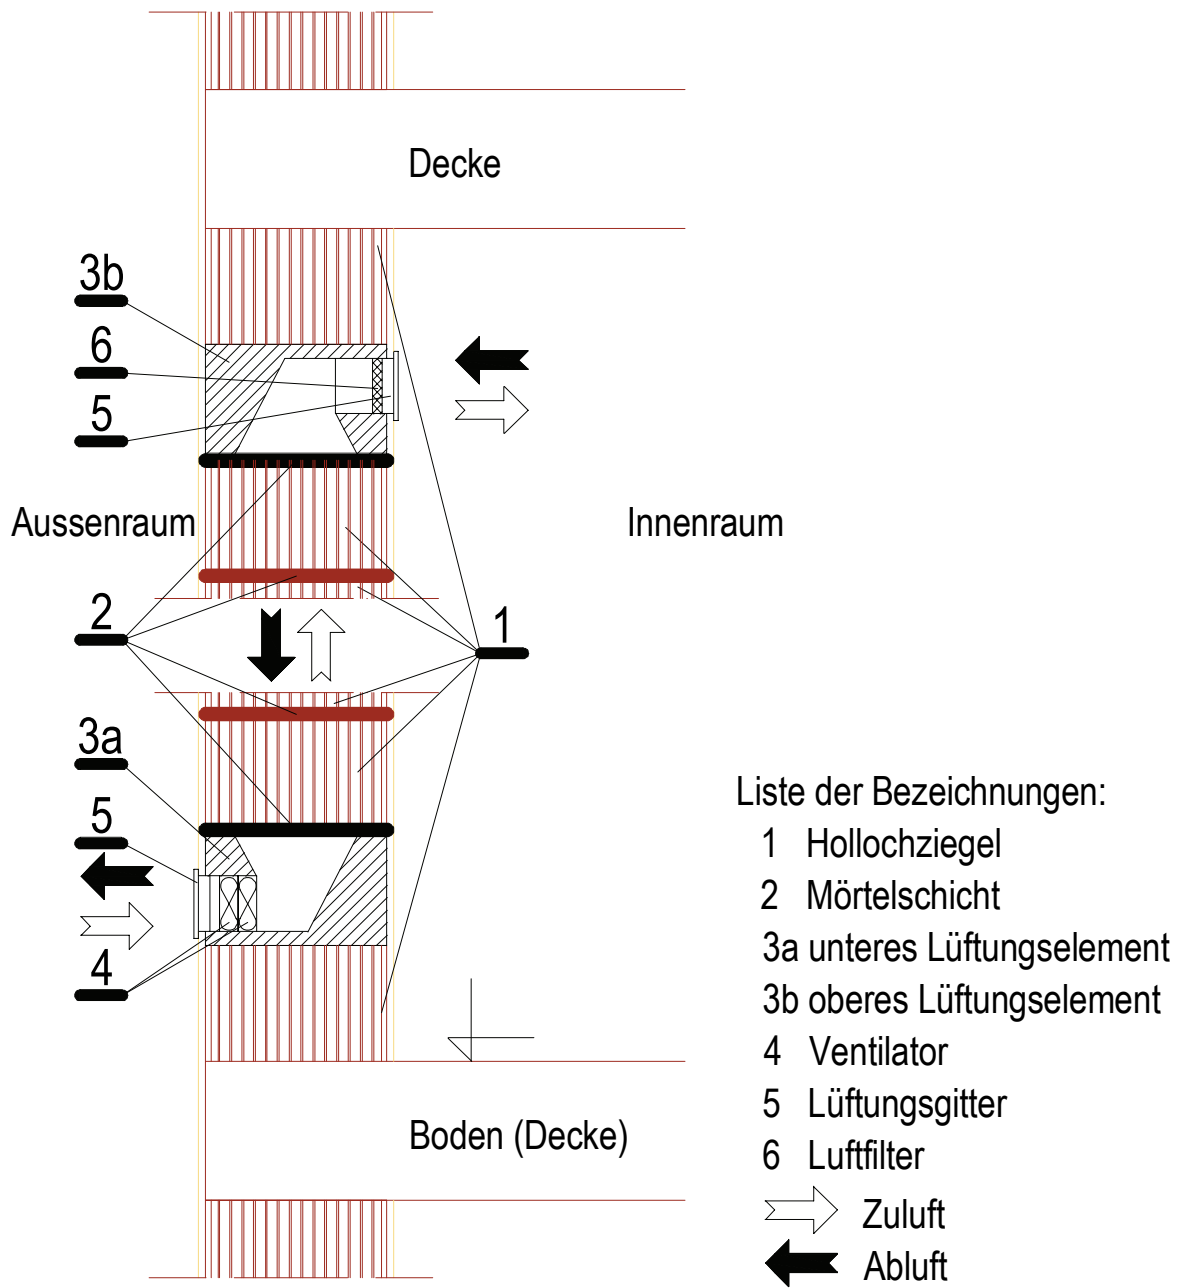 Decke
3b
6
5
Aussenraum
Innenraum
2
1
3a
5
4
Boden (Decke)
Liste der Bezeichnungen:
1 Hollochziegel
2 Mörtelschicht
3a unteres Lüftungselement
3b oberes Lüftungselement
4 Ventilator
5 Lüftungsgitter
6 Luftfilter
Zuluft
Abluft